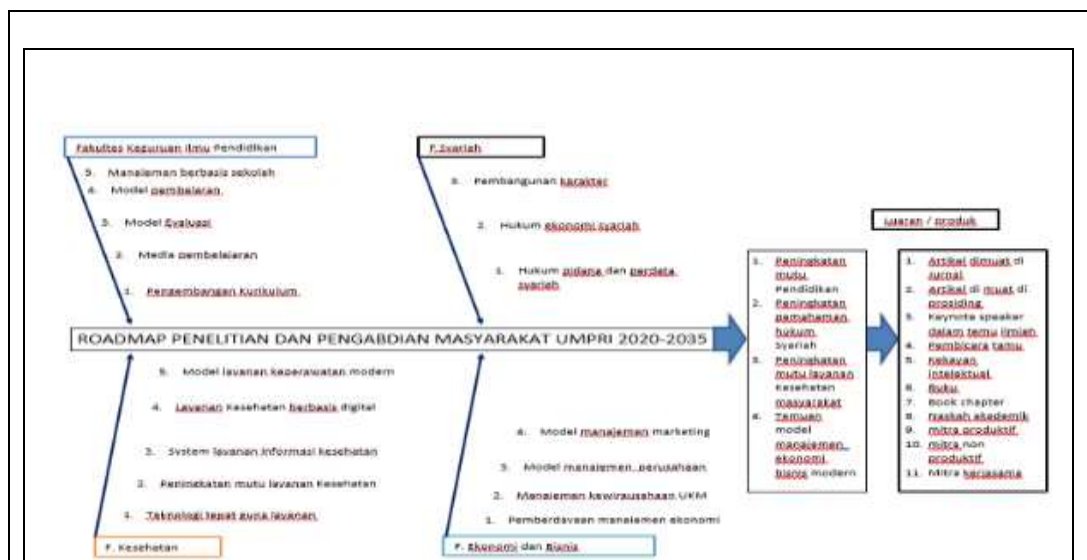 Fakultas Keguruan Ilmu Pendidikan
5. Manajemen berbasis sekolah
4. Model pembelajaran
3. Model Evaluasi
2. Media pembelajaran
1. Pengembangan Kurikulum
F. Syariah
3. Pembangunan karakter
2. Hukum ekonomi syariah
1. Hukum pidana dan perdata
syariah
ROADMAP PENELITIAN DAN PENGABDIAN MASYARAKAT UMPRI 2020-2035
5. Model layanan keperawatan modern
4. Layanan Kesehatan berbasis digital
3. System layanan informasi kesehatan
2. Peningkatan mutu layanan Kesehatan
1. Teknologi tepat guna layanan
F. Kesehatan
4. Model manajemen marketing
3. Model manajemen perusahaan
2. Manajemen kewirausahaan UKM
1. Pemberdayaan manajemen ekonomi
F. Ekonomi dan Bisnis
1. Peningkatan
mutu
Pendidikan
2. Peningkatan
pemahaman
hukum
Syariah
3. Peningkatan
mutu layanan
Kesehatan
masyarakat
4. Temuan
model
manajemen
ekonomi
bisnis modern
Luaran / produk
1. Artikel dimuat di
jurnal
2. Artikel di muat di
prosiding
3. Keynote speaker
dalam temu ilmiah
4. Pembicara tamu
5. Kekayan
intelektual
6. Buku
7. Book chapter
8. Naskah akademik
9. mitra produktif
10. mitra non
produktif
11. Mitra kerjasama